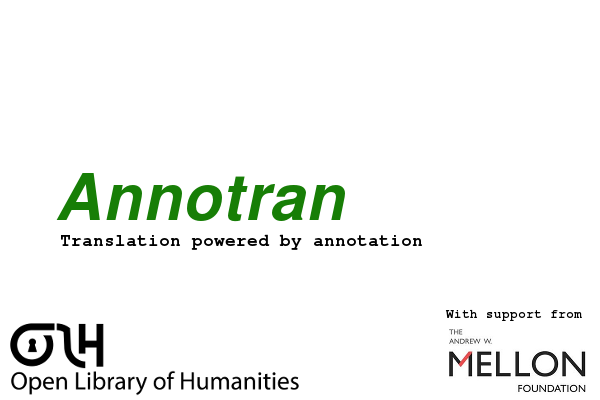 Annotran
Translation powered by annotation
With support from
THE
ANDREW W.
MELLON
FOUNDATION
OLH
Open Library of Humanities